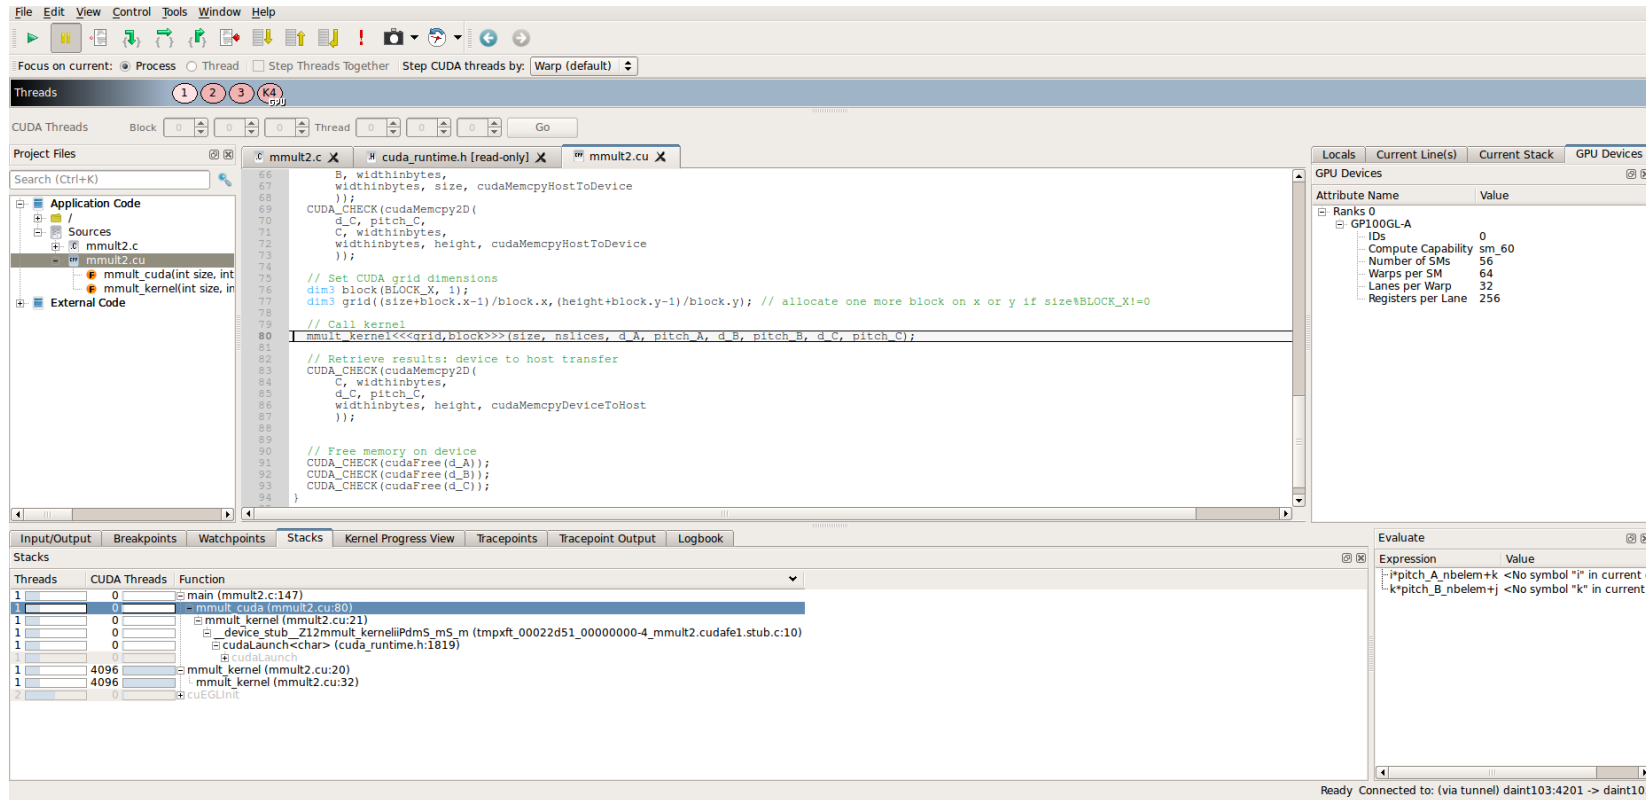 File Edit View Control Tools Window Help
Focus on current: Process Thread Step Threads Together Step CUDA threads by: Warp (default)
Threads 1 2 3 K4 GPU
CUDA Threads Block 0 0 0 Thread 0 0 0 Go
Project Files
Search (Ctrl+K)
Application Code
/
Sources
mmult2.c
mmult2.cu
mmult_cuda(int size, int
mmult_kernel(int size, in
External Code
mmult2.c cuda_runtime.h [read-only] mmult2.cu
66 B, widthinbytes,
67 widthinbytes, size, cudaMemcpyHostToDevice
68 ));
69 CUDA_CHECK(cudaMemcpy2D(
70 d_C, pitch_C,
71 C, widthinbytes,
72 widthinbytes, height, cudaMemcpyHostToDevice
73 ));
74
75 // Set CUDA grid dimensions
76 dim3 block(BLOCK_X, 1);
77 dim3 grid((size+block.x-1)/block.x,(height+block.y-1)/block.y); // allocate one more block on x or y if size%BLOCK_X!=0
78
79 // Call kernel
80 mmult_kernel<<<grid,block>>>(size, nslices, d_A, pitch_A, d_B, pitch_B, d_C, pitch_C);
81
82 // Retrieve results: device to host transfer
83 CUDA_CHECK(cudaMemcpy2D(
84 C, widthinbytes,
85 d_C, pitch_C,
86 widthinbytes, height, cudaMemcpyDeviceToHost
87 ));
88
89
90 // Free memory on device
91 CUDA_CHECK(cudaFree(d_A));
92 CUDA_CHECK(cudaFree(d_B));
93 CUDA_CHECK(cudaFree(d_C));
94 }
Locals Current Line(s) Current Stack GPU Devices
GPU Devices
Attribute Name Value
Ranks 0
GP100GL-A
IDs 0
Compute Capability sm_60
Number of SMs 56
Warps per SM 64
Lanes per Warp 32
Registers per Lane 256
Input/Output Breakpoints Watchpoints Stacks Kernel Progress View Tracepoints Tracepoint Output Logbook
Stacks
Threads CUDA Threads Function
1 0 main (mmult2.c:147)
1 0 mmult_cuda (mmult2.cu:80)
1 0 mmult_kernel (mmult2.cu:21)
1 0 __device_stub__Z12mmult_kerneliiPdmS_mS_m (tmpxft_00022d51_00000000-4_mmult2.cudafe1.stub.c:10)
1 0 cudaLaunch<char> (cuda_runtime.h:1819)
1 0 cudaLaunch
1 4096 mmult_kernel (mmult2.cu:20)
1 4096 mmult_kernel (mmult2.cu:32)
2 0 cuEGLInit
Evaluate
Expression Value
i*pitch_A_nbelem+k <No symbol "i" in current
k*pitch_B_nbelem+j <No symbol "k" in current
Ready Connected to: (via tunnel) daint103:4201 -> daint10